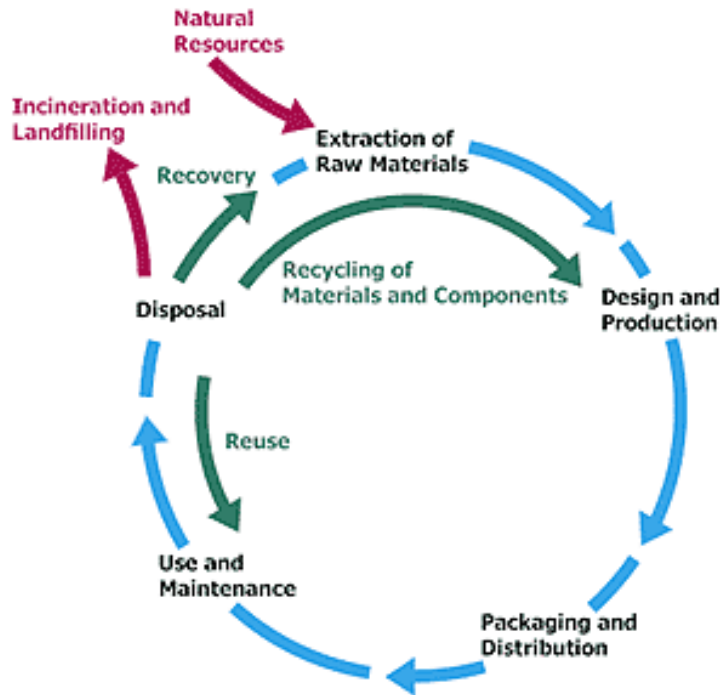 Natural
Resources
Incineration and
Landfilling
Extraction of
Raw Materials
Recovery
Recycling of
Materials and Components
Disposal
Design and
Production
Reuse
Use and
Maintenance
Packaging and
Distribution